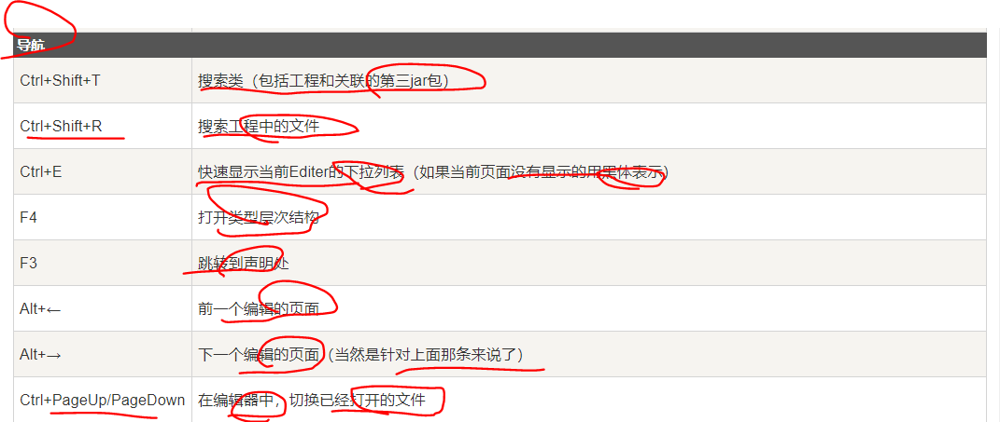 导航
Ctrl+Shift+T 搜索类（包括工程和关联的第三jar包）
Ctrl+Shift+R 搜索工程中的文件
Ctrl+E 快速显示当前Editer的下拉列表（如果当前页面没有显示的用黑体表示）
F4 打开类型层次结构
F3 跳转到声明处
Alt+← 前一个编辑的页面
Alt+→ 下一个编辑的页面（当然是针对上面那条来说了）
Ctrl+PageUp/PageDown 在编辑器中，切换已经打开的文件